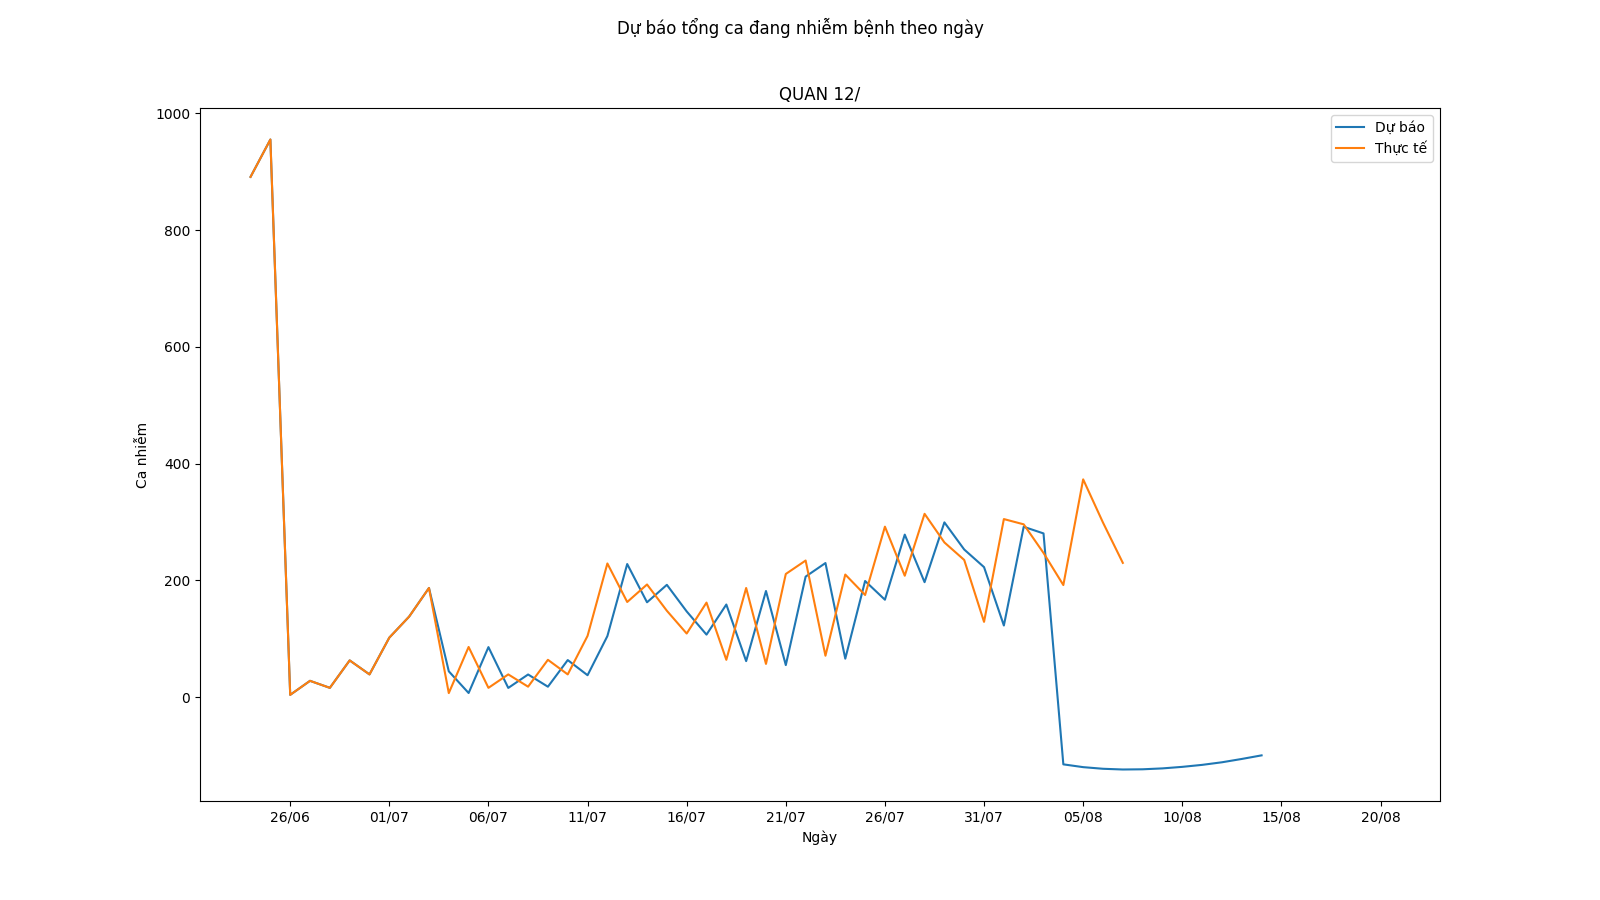 Dự báo tổng ca đang nhiễm bệnh theo ngày
QUAN 12/
1000
800
600
400
200
0
Ca nhiễm
Dự báo
Thực tế
26/06 01/07 06/07 11/07 16/07 21/07 26/07 31/07 05/08 10/08 15/08 20/08
Ngày